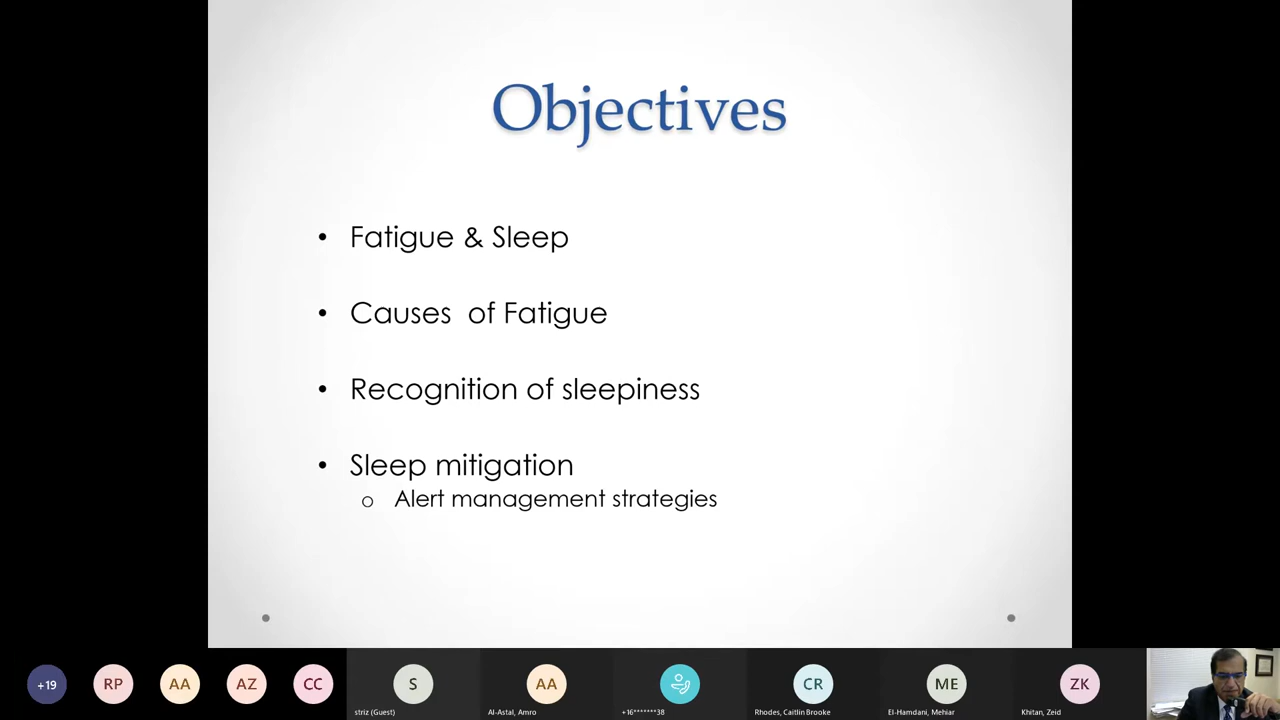 Objectives
• Fatigue & Sleep
• Causes  of Fatigue
• Recognition of sleepiness
• Sleep mitigation
o Alert management strategies
+19
RP
AA
AZ
CC
S
AA
CR
ME
ZK
striz (Guest)
Al-Astal, Amro
+16*******38
Rhodes, Caitlin Brooke
El-Hamdani, Mehiar
Khitan, Zeid